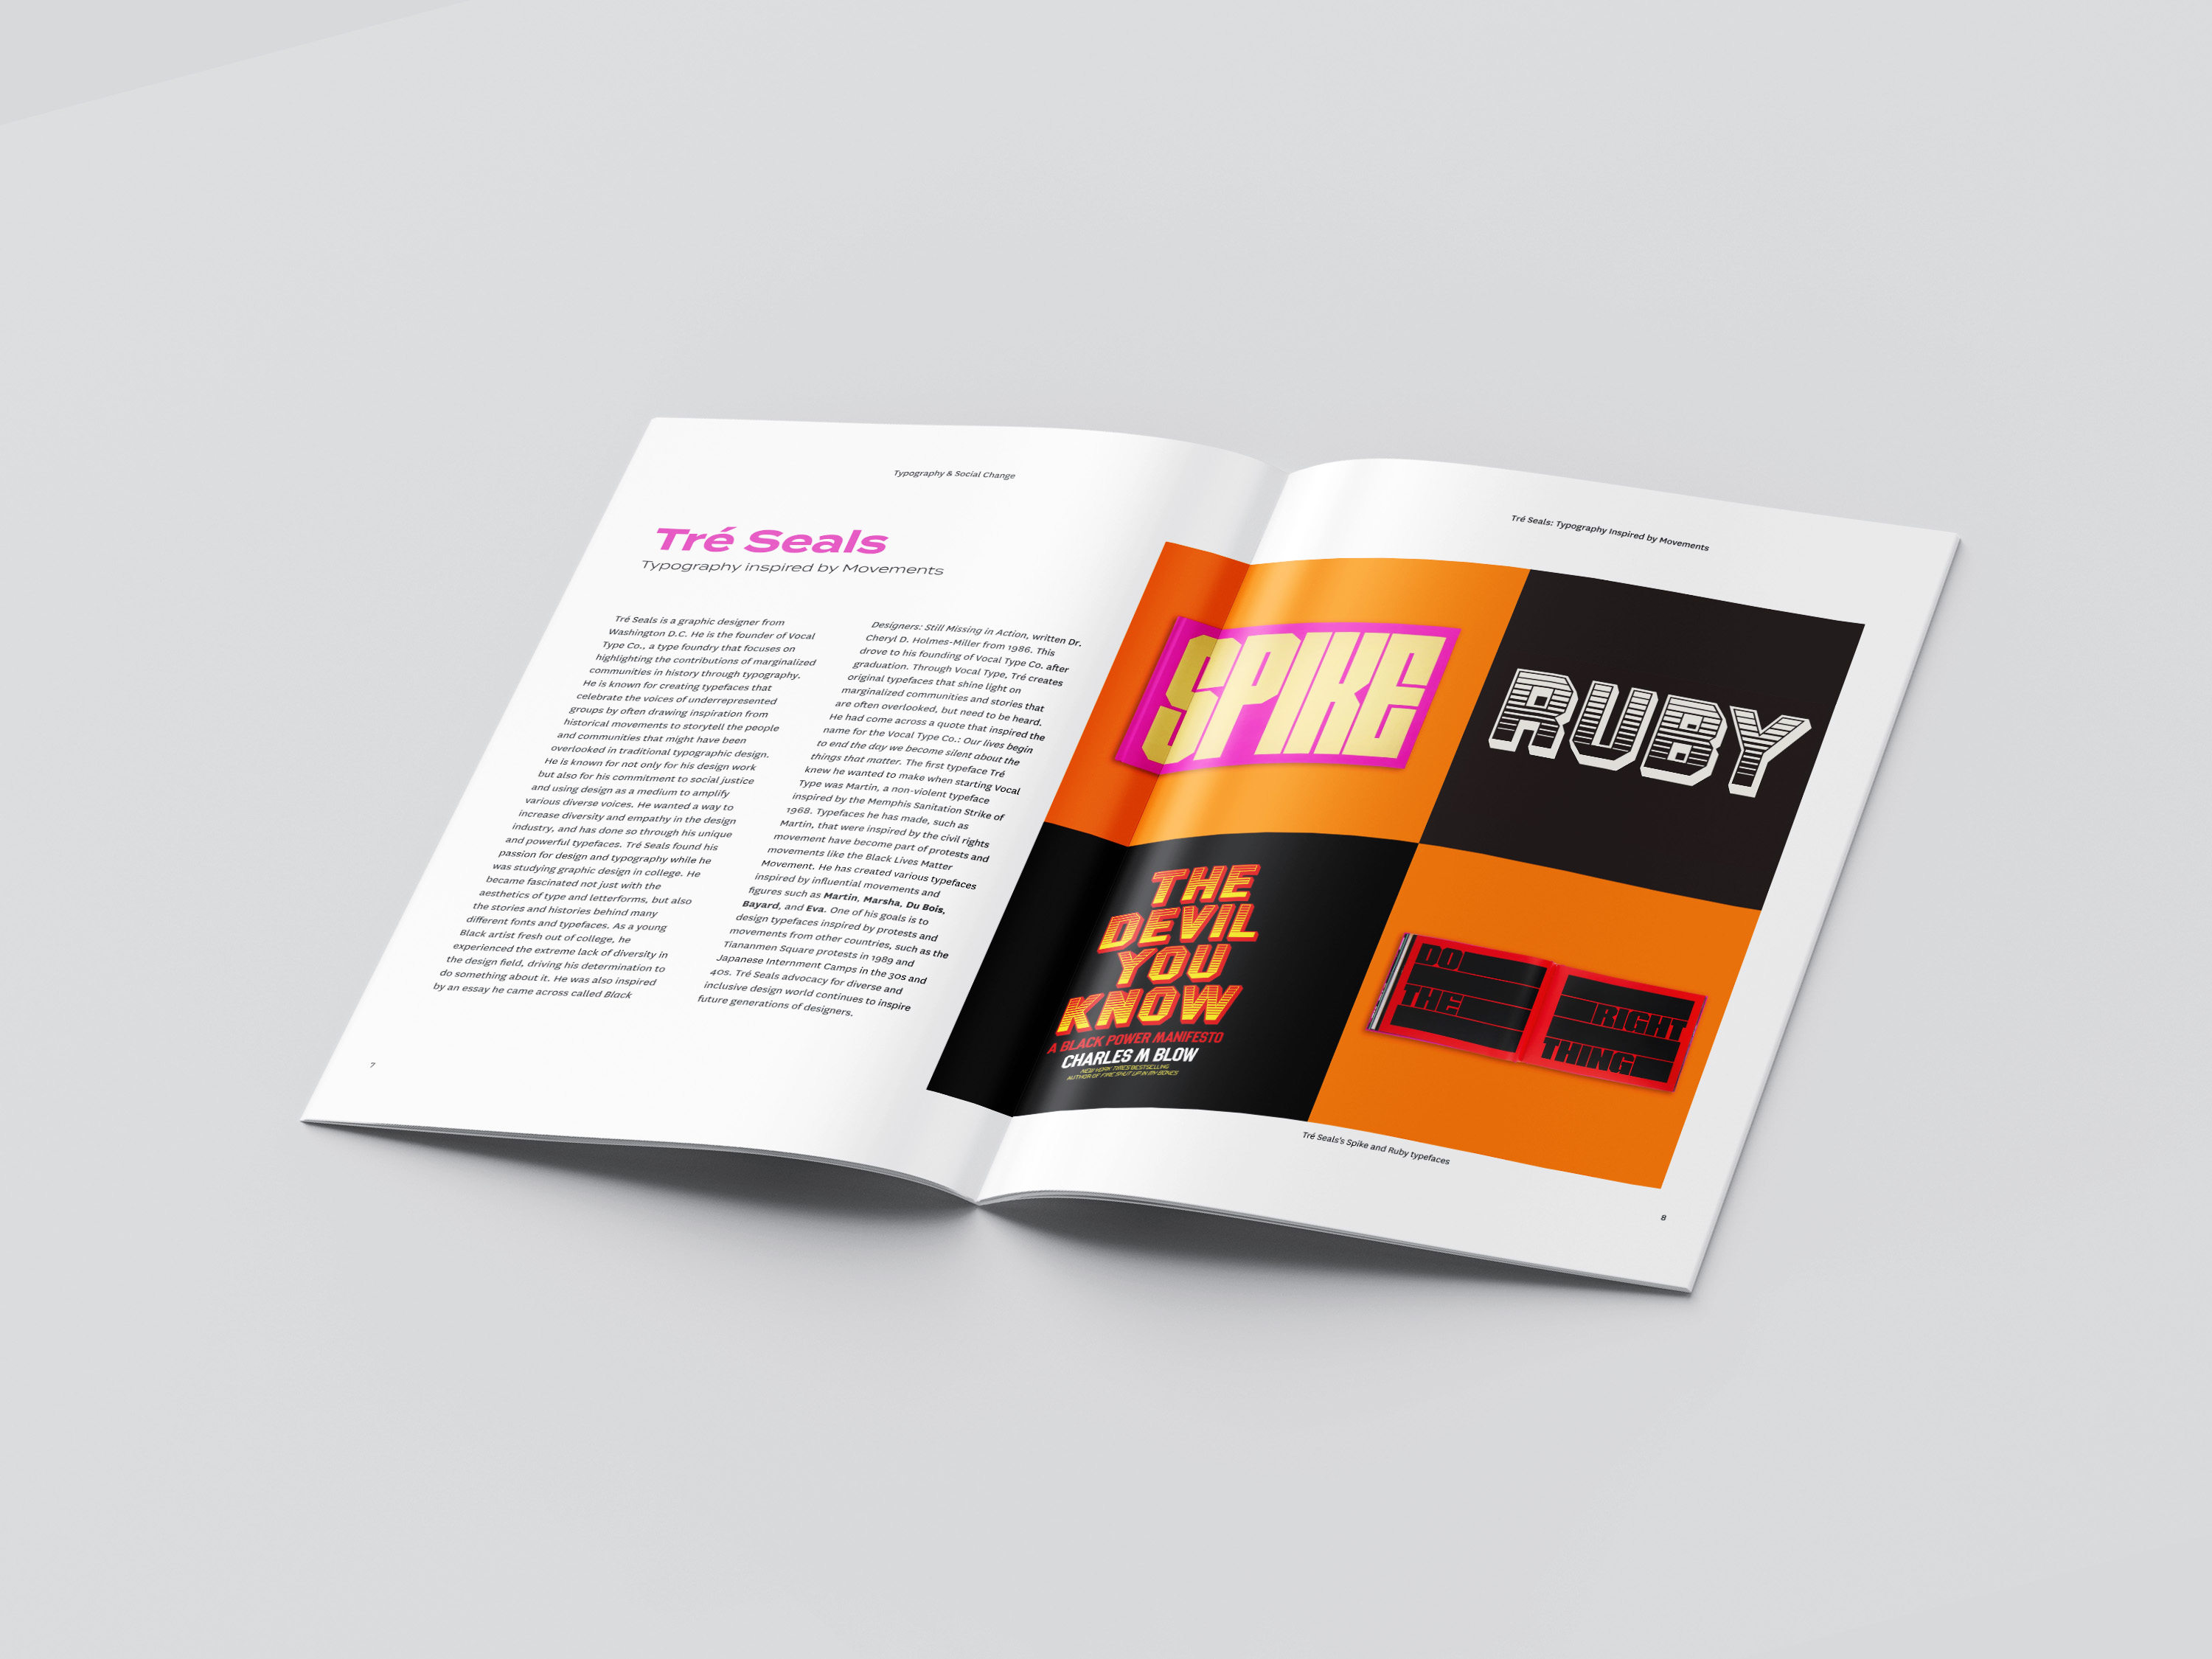 Typography & Social Change
Tré Seals
Typography inspired by Movements
Tré Seals is a graphic designer from
Washington D.C. He is the founder of Vocal
Type Co., a type foundry that focuses on
highlighting the contributions of marginalized
communities in history through typography.
He is known for creating typefaces that
celebrate the voices of underrepresented
groups by often drawing inspiration from
historical movements to storytell the people
and communities that might have been
overlooked in traditional typographic design.
He is known for not only for his design work
but also for his commitment to social justice
and using design as a medium to amplify
various diverse voices. He wanted a way to
increase diversity and empathy in the design
industry, and has done so through his unique
and powerful typefaces. Tré Seals found his
passion for design and typography while he
was studying graphic design in college. He
became fascinated not just with the
aesthetics of type and letterforms, but also
the stories and histories behind many
different fonts and typefaces. As a young
Black artist fresh out of college, he
experienced the extreme lack of diversity in
the design field, driving his determination to
do something about it. He was also inspired
by an essay he came across called Black
Designers: Still Missing in Action, written Dr.
Cheryl D. Holmes-Miller from 1986. This
drove to his founding of Vocal Type Co. after
graduation. Through Vocal Type, Tré creates
original typefaces that shine light on
marginalized communities and stories that
are often overlooked, but need to be heard.
He had come across a quote that inspired the
name for the Vocal Type Co.: Our lives begin
to end the day we become silent about the
things that matter. The first typeface Tré
knew he wanted to make when starting Vocal
Type was Martin, a non-violent typeface
inspired by the Memphis Sanitation Strike of
1968. Typefaces he has made, such as
Martin, that were inspired by the civil rights
movement have become part of protests and
movements like the Black Lives Matter
Movement. He has created various typefaces
inspired by influential movements and
figures such as Martin, Marsha, Du Bois,
Bayard, and Eva. One of his goals is to
design typefaces inspired by protests and
movements from other countries, such as the
Tiananmen Square protests in 1989 and
Japanese Internment Camps in the 30s and
40s. Tré Seals advocacy for diverse and
inclusive design world continues to inspire
future generations of designers.
7
Tré Seals: Typography Inspired by Movements
SPIKE
RUBY
THE
DEVIL
YOU
KNOW
A BLACK POWER MANIFESTO
CHARLES M BLOW
NEW YORK TIMES BESTSELLING
AUTHOR OF FIRE SHUT UP IN MY BONES
DO
THE
RIGHT
THING
Tré Seals's Spike and Ruby typefaces
8